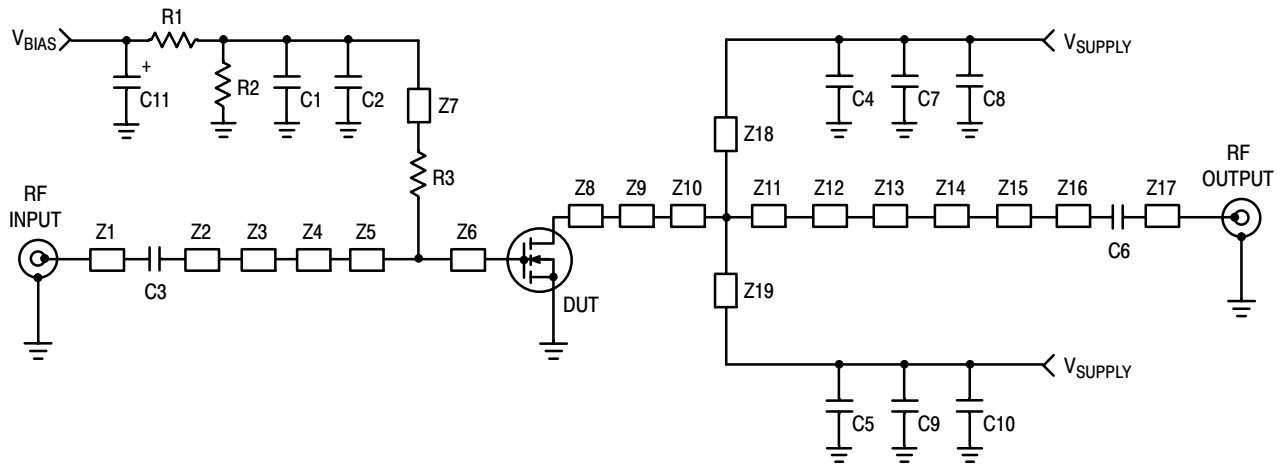 R1
V_BIAS
+
C11
R2
C1
C2
Z7
R3
V_SUPPLY
C4
C7
C8
Z18
RF
INPUT
Z1
C3
Z2
Z3
Z4
Z5
Z6
DUT
Z8
Z9
Z10
Z11
Z12
Z13
Z14
Z15
Z16
C6
Z17
RF
OUTPUT
Z19
V_SUPPLY
C5
C9
C10